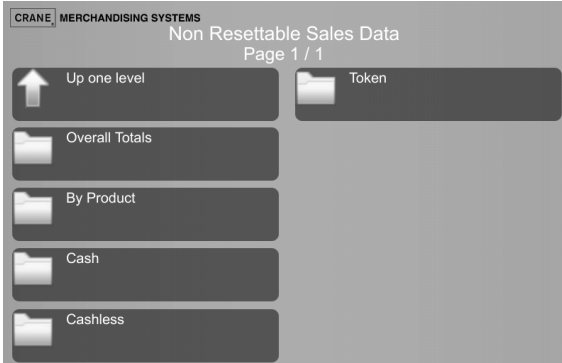 CRANE® MERCHANDISING SYSTEMS
Non Resettable Sales Data
Page 1 / 1
Up one level
Overall Totals
By Product
Cash
Cashless
Token